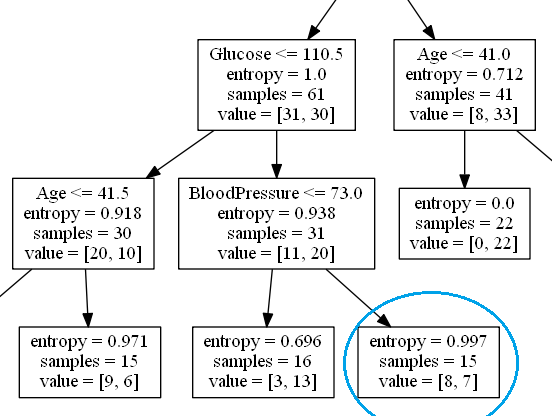 Glucose <= 110.5
entropy = 1.0
samples = 61
value = [31, 30]
Age <= 41.0
entropy = 0.712
samples = 41
value = [8, 33]
Age <= 41.5
entropy = 0.918
samples = 30
value = [20, 10]
BloodPressure <= 73.0
entropy = 0.938
samples = 31
value = [11, 20]
entropy = 0.0
samples = 22
value = [0, 22]
entropy = 0.971
samples = 15
value = [9, 6]
entropy = 0.696
samples = 16
value = [3, 13]
entropy = 0.997
samples = 15
value = [8, 7]